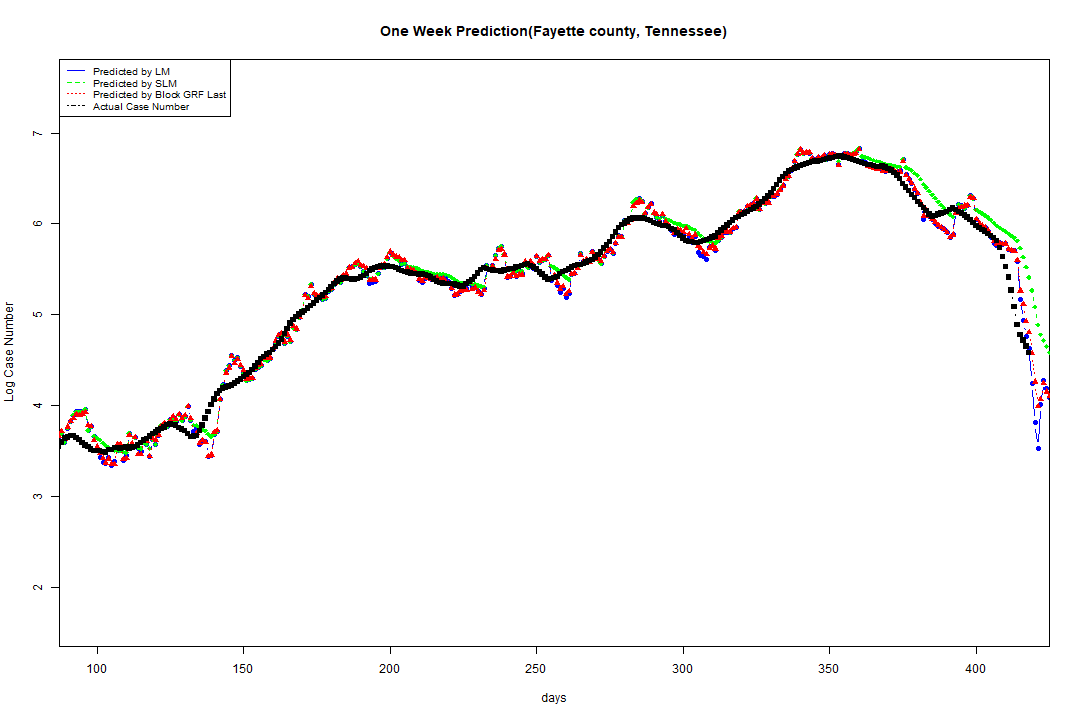 One Week Prediction(Fayette county, Tennessee)
Predicted by LM
Predicted by SLM
Predicted by Block GRF Last
Actual Case Number
7
6
5
4
3
2
Log Case Number
100 150 200 250 300 350 400
days